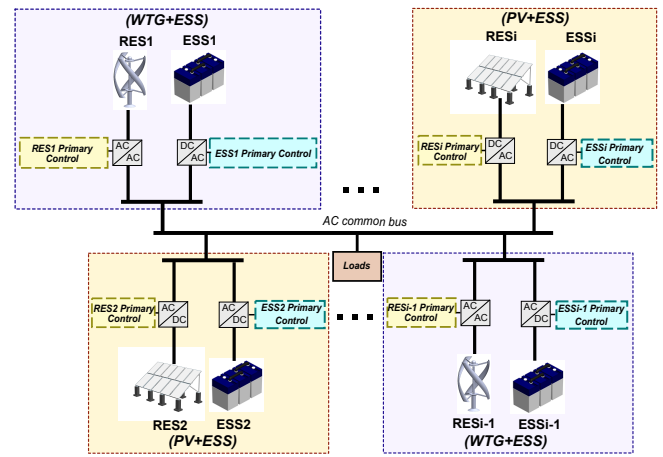 (WTG+ESS)
RES1
ESS1
RES1 Primary
Control
AC
AC
DC
AC
ESS1 Primary Control
(PV+ESS)
RESi
ESSi
RESi Primary
Control
DC
AC
DC
AC
ESSi Primary
Control
AC common bus
Loads
RES2 Primary
Control
AC
DC
AC
DC
ESS2 Primary
Control
RES2
ESS2
(PV+ESS)
RESi-1 Primary
Control
AC
AC
AC
DC
ESSi-1 Primary
Control
RESi-1
ESSi-1
(WTG+ESS)